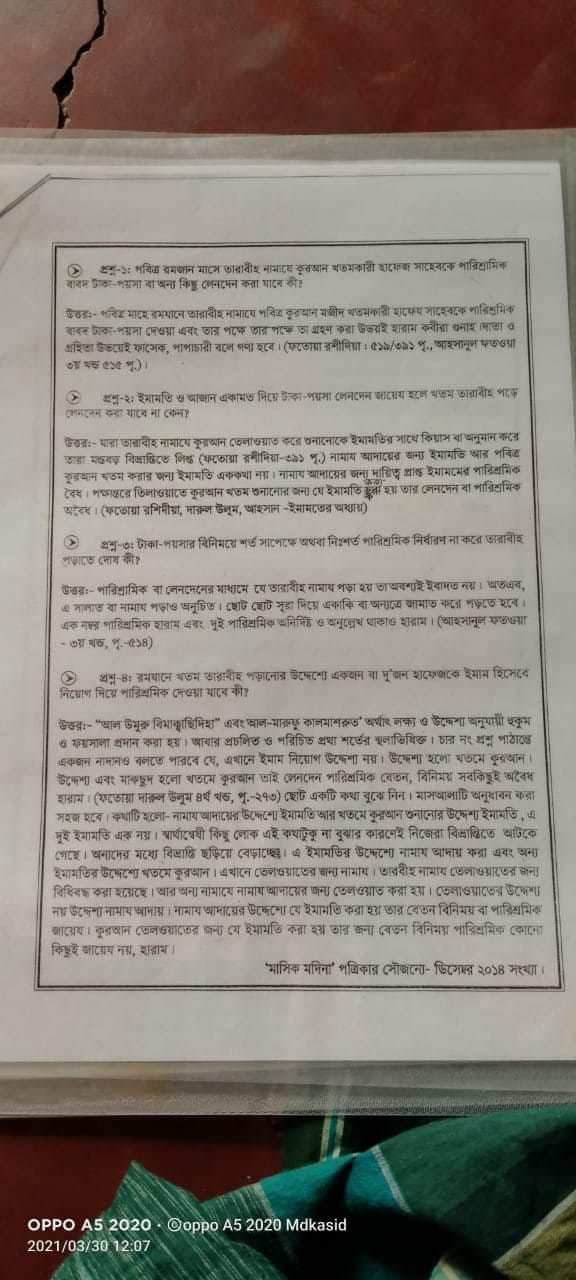 প্রশ্ন-১: পবিত্র রমজান মাসে তারাবীহ নামাযে কুরআন খতমকারী হাফেজ সাহেবকে পারিশ্রামিক
বাবদ টাকা-পয়সা বা অন্য কিছু লেনদেন করা যাবে কী?
উত্তর:- পবিত্র মাহে রমযানে তারাবীহ নামাযে পবিত্র কুরআন মজীদ খতমকারী হাফেয সাহেবকে পারিশ্রমিক
বাবদ টাকা-পয়সা দেওয়া এবং তার পক্ষে তার পক্ষে তা গ্রহণ করা উভয়ই হারাম কবীরা গুনাহ। দাতা ও
গ্রহিতা উভয়েই ফাসেক, পাপাচারী বলে গণ্য হবে। (ফতোয়া রশীদিয়া : ৫১৯/৩৯১ পৃ., আহসানুল ফতওয়া
৩য় খন্ড ৫১৫ পৃ.)।
প্রশ্ন-২: ইমামতি ও আজান একামত দিয়ে টাকা-পয়সা লেনদেন জায়েয হলে খতম তারাবীহ পড়ে
লেনদেন করা যাবে না কেন?
উত্তর:- যারা তারাবীহ নামাযে কুরআন তেলাওয়াত করে শুনানোকে ইমামতির সাথে কিয়াস বা অনুমান করে
তারা মস্তবড় বিভ্রান্তিতে লিপ্ত (ফতোয়া রশীদিয়া-৩৯১ পৃ.) নামায আদায়ের জন্য ইমামতি আর পবিত্র
কুরআন খতম করার জন্য ইমামতি এককথা নয়। নামায আদায়ের জন্য দায়িত্ব প্রাপ্ত ইমামমের পারিশ্রমিক
বৈধ। পক্ষান্তরে তিলাওয়াতে কুরআন খতম শুনানোর জন্য যে ইমামতি করা হয় তার লেনদেন বা পারিশ্রমিক
অবৈধ। (ফতোয়া রশিদীয়া, দারুল উলূম, আহসান -ইমামতের অধ্যায়)
প্রশ্ন-৩: টাকা-পয়সার বিনিময়ে শর্ত সাপেক্ষে অথবা নিঃশর্ত পারিশ্রমিক নির্ধারণ না করে তারাবীহ
পড়াতে দোষ কী?
উত্তর:- পারিশ্রামিক বা লেনদেনের মাধ্যমে যে তারাবীহ নামায পড়া হয় তা অবশ্যই ইবাদত নয়। অতএব,
এ সালাত বা নামায পড়াও অনুচিত। ছোট ছোট সূরা দিয়ে একাকি বা অন্যত্রে জামাত করে পড়তে হবে।
এক নম্বর পারিশ্রমিক হারাম এবং দুই পারিশ্রমিক অনির্দিষ্ট ও অনুল্লেখ থাকাও হারাম। (আহসানুল ফতওয়া
- ৩য় খন্ড, পৃ.-৫১৪)
প্রশ্ন-৪: রমযানে খতম তারাবীহ পড়ানোর উদ্দেশ্যে একজন বা দু'জন হাফেজকে ইমাম হিসেবে
নিয়োগ দিয়ে পারিশ্রমিক দেওয়া যাবে কী?
উত্তর:- "আল উমূরু বিমাক্বাছিদিহা" এবং আল-মারুফু কালমাশরুত' অর্থাৎ লক্ষ্য ও উদ্দেশ্য অনুযায়ী হুকুম
ও ফয়সালা প্রদান করা হয়। আবার প্রচলিত ও পরিচিত প্রথা শর্তের স্থলাভিষিক্ত। চার নং প্রশ্ন পাঠান্তে
একজন নাদানও বলতে পারবে যে, এখানে ইমাম নিয়োগ উদ্দেশ্য নয়। উদ্দেশ্য হলো খতমে কুরআন।
উদ্দেশ্য এবং মাকছুদ হলো খতমে কুরআন তাই লেনদেন পারিশ্রমিক বেতন, বিনিময় সবকিছুই অবৈধ
হারাম। (ফতোয়া দারুল উলূম ৪র্থ খন্ড, পৃ.-২৭৩) ছোট একটি কথা বুঝে নিন। মাসআলাটি অনুধাবন করা
সহজ হবে। কথাটি হলো- নামায আদায়ের উদ্দেশ্যে ইমামতি আর খতমে কুরআন শুনানোর উদ্দেশ্য ইমামতি, এ
দুই ইমামতি এক নয়। স্বার্থান্বেষী কিছু লোক এই কথাটুকু না বুঝার কারণেই নিজেরা বিভ্রান্তিতে আটকে
গেছে। অন্যদের মধ্যে বিভ্রান্তি ছড়িয়ে বেড়াচ্ছে। এ ইমামতির উদ্দেশ্যে নামায আদায় করা এবং অন্য
ইমামতির উদ্দেশ্যে খতমে কুরআন। এখানে তেলওয়াতের জন্য নামায। তারবীহ নামায তেলাওয়াতের জন্য
বিধিবদ্ধ করা হয়েছে। আর অন্য নামাযে নামায আদায়ের জন্য তেলওয়াত করা হয়। তেলাওয়াতের উদ্দেশ্য
নয় উদ্দেশ্য নামায আদায়। নামায আদায়ের উদ্দেশ্যে যে ইমামতি করা হয় তার বেতন বিনিময় বা পারিশ্রমিক
জায়েয। কুরআন তেলাওয়াতের জন্য যে ইমামতি করা হয় তার জন্য বেতন বিনিময় পারিশ্রমিক কোনো
কিছুই জায়েয নয়, হারাম।
'মাসিক মদিনা' পত্রিকার সৌজন্যে- ডিসেম্বর ২০১৪ সংখ্যা।
OPPO A5 2020 · ©oppo A5 2020 Mdkasid
2021/03/30 12:07